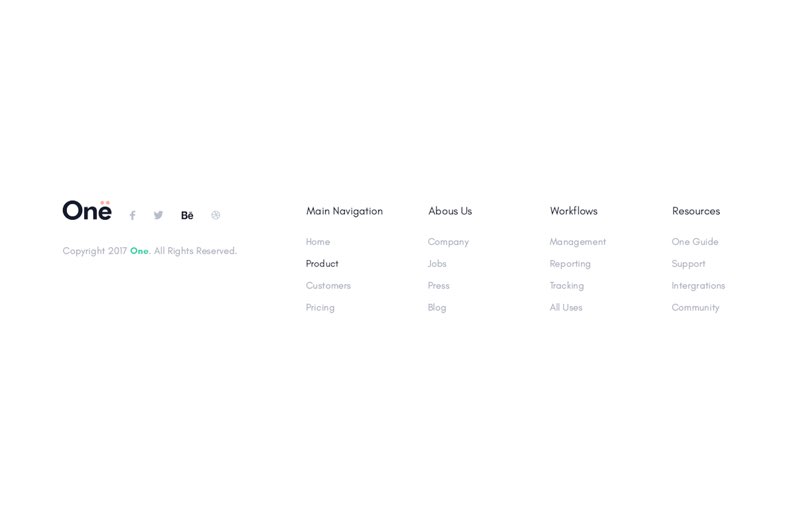 Onë
Bē
Copyright 2017 One. All Rights Reserved.
Main Navigation
Home
Product
Customers
Pricing
Abous Us
Company
Jobs
Press
Blog
Workflows
Management
Reporting
Tracking
All Uses
Resources
One Guide
Support
Intergrations
Community